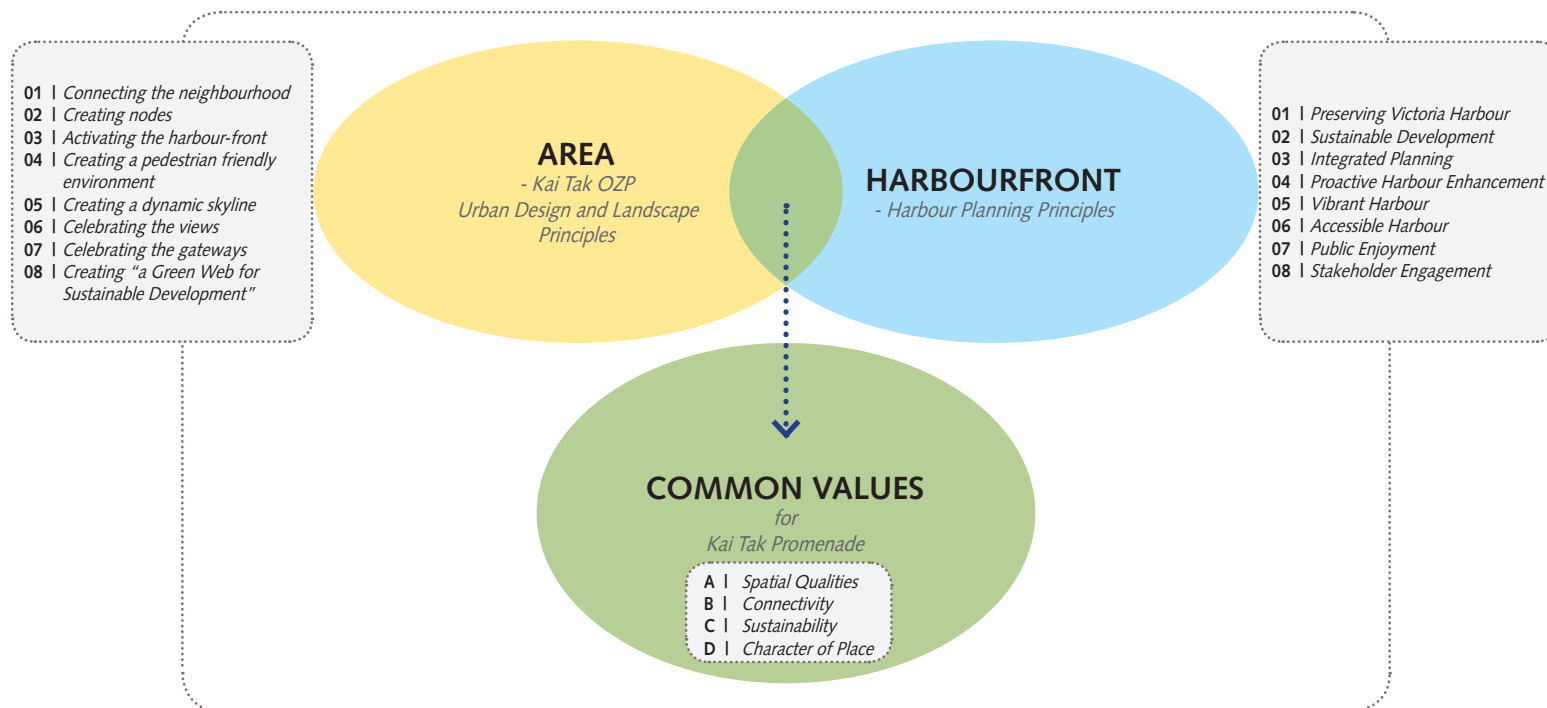 01 | Connecting the neighbourhood
02 | Creating nodes
03 | Activating the harbour-front
04 | Creating a pedestrian friendly
environment
05 | Creating a dynamic skyline
06 | Celebrating the views
07 | Celebrating the gateways
08 | Creating “a Green Web for
Sustainable Development”
AREA
- Kai Tak OZP
Urban Design and Landscape
Principles
HARBOURFRONT
- Harbour Planning Principles
01 | Preserving Victoria Harbour
02 | Sustainable Development
03 | Integrated Planning
04 | Proactive Harbour Enhancement
05 | Vibrant Harbour
06 | Accessible Harbour
07 | Public Enjoyment
08 | Stakeholder Engagement
COMMON VALUES
for
Kai Tak Promenade
A | Spatial Qualities
B | Connectivity
C | Sustainability
D | Character of Place